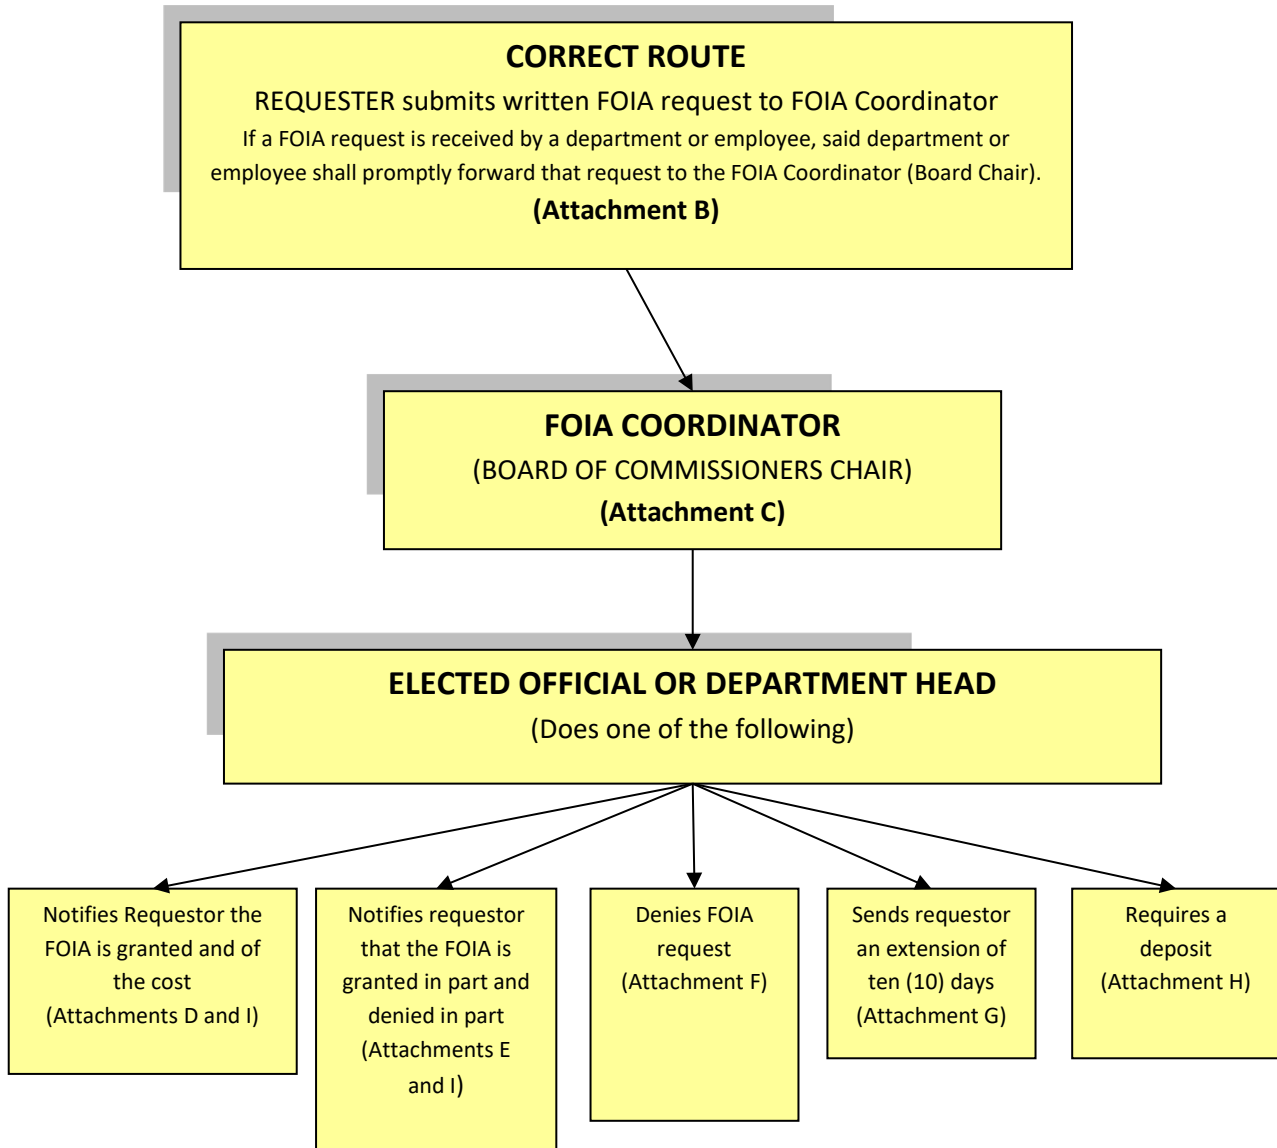 CORRECT ROUTE
REQUESTER submits written FOIA request to FOIA Coordinator
If a FOIA request is received by a department or employee, said department or
employee shall promptly forward that request to the FOIA Coordinator (Board Chair).
(Attachment B)
FOIA COORDINATOR
(BOARD OF COMMISSIONERS CHAIR)
(Attachment C)
ELECTED OFFICIAL OR DEPARTMENT HEAD
(Does one of the following)
Notifies Requestor the
FOIA is granted and of
the cost
(Attachments D and I)
Notifies requestor
that the FOIA is
granted in part and
denied in part
(Attachments E
and I)
Denies FOIA
request
(Attachment F)
Sends requestor
an extension of
ten (10) days
(Attachment G)
Requires a
deposit
(Attachment H)